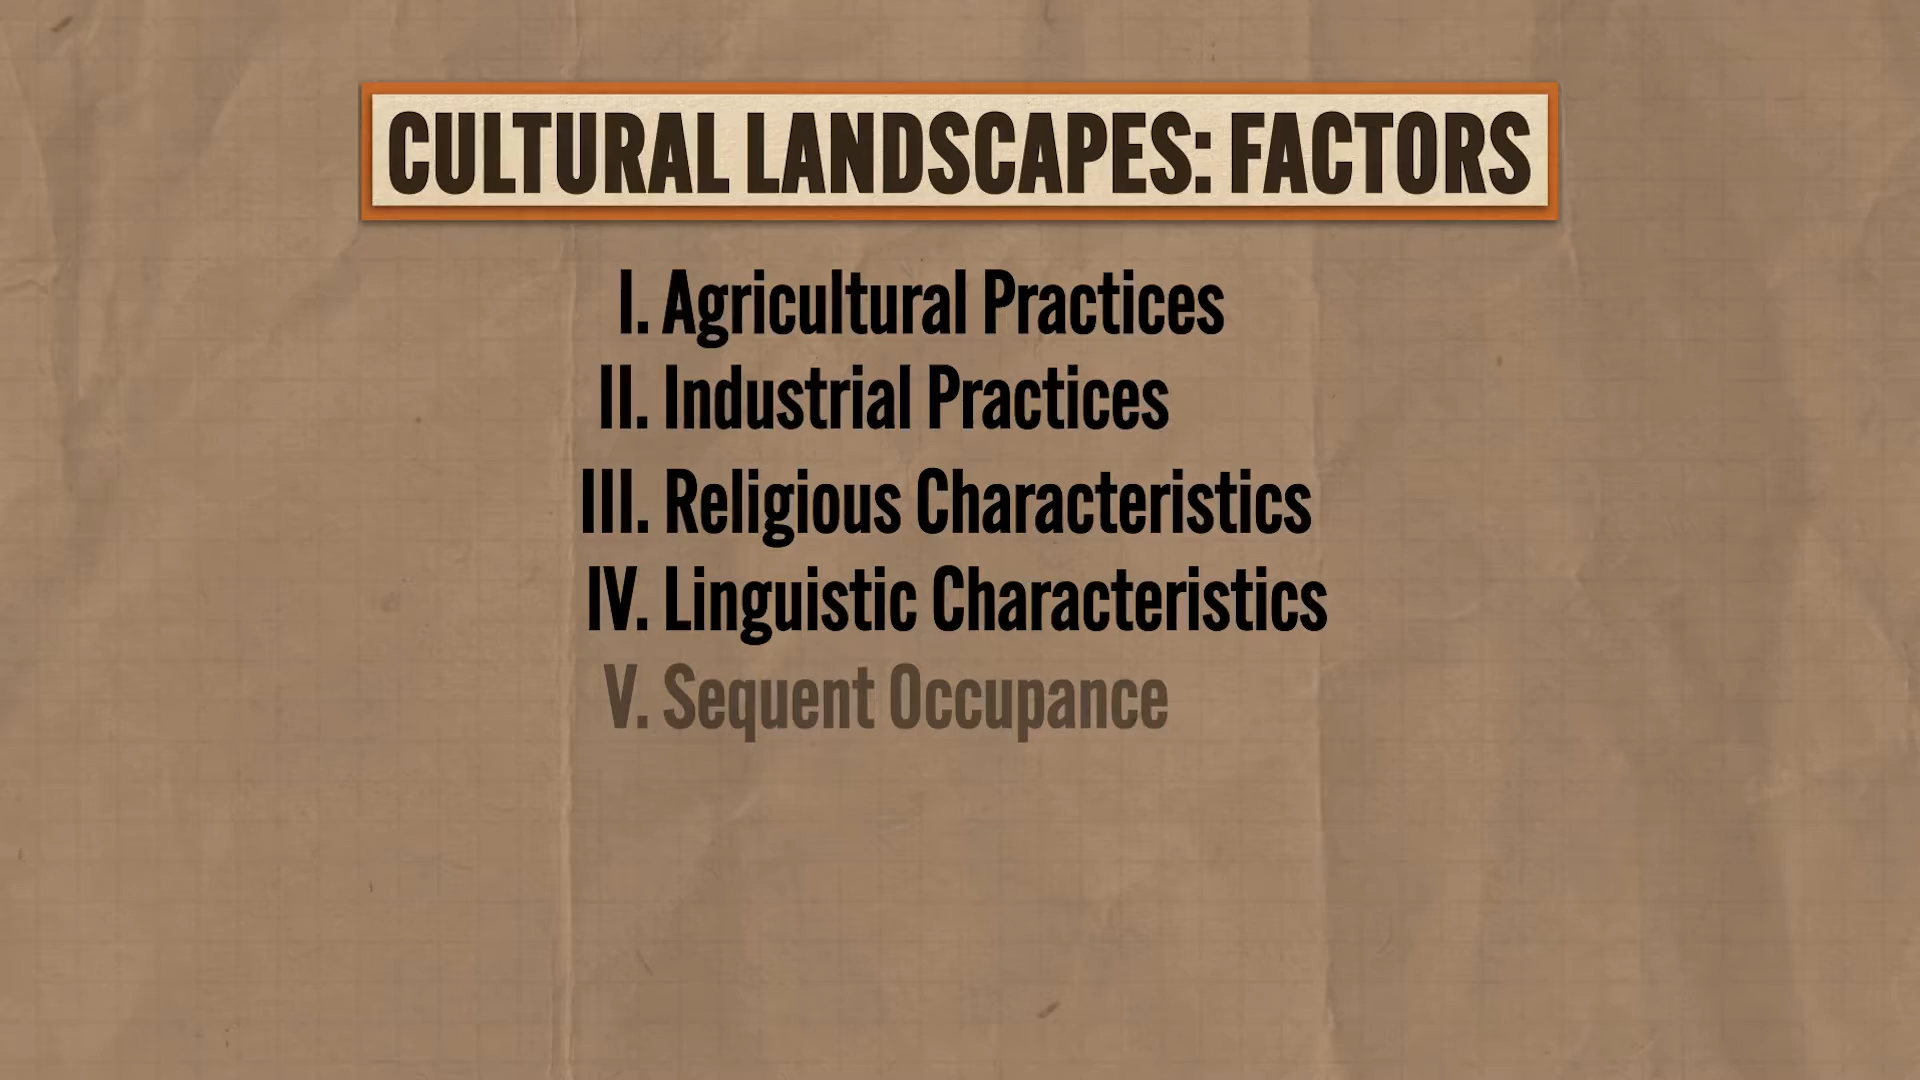 CULTURAL LANDSCAPES: FACTORS
I. Agricultural Practices
II. Industrial Practices
III. Religious Characteristics
IV. Linguistic Characteristics
V. Sequent Occupance